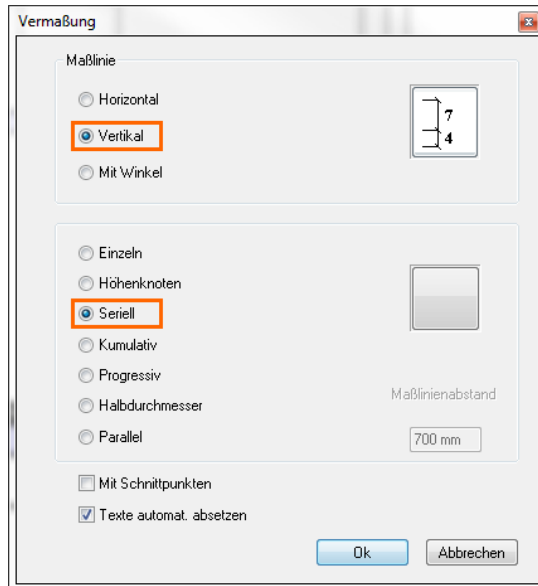 Vermaßung
Maßlinie
Horizontal
Vertikal
Mit Winkel
7
4
Einzeln
Höhenknoten
Seriell
Kumulativ
Progressiv
Halbdurchmesser
Parallel
Maßlinienabstand
700 mm
Mit Schnittpunkten
Texte automat. absetzen
Ok
Abbrechen